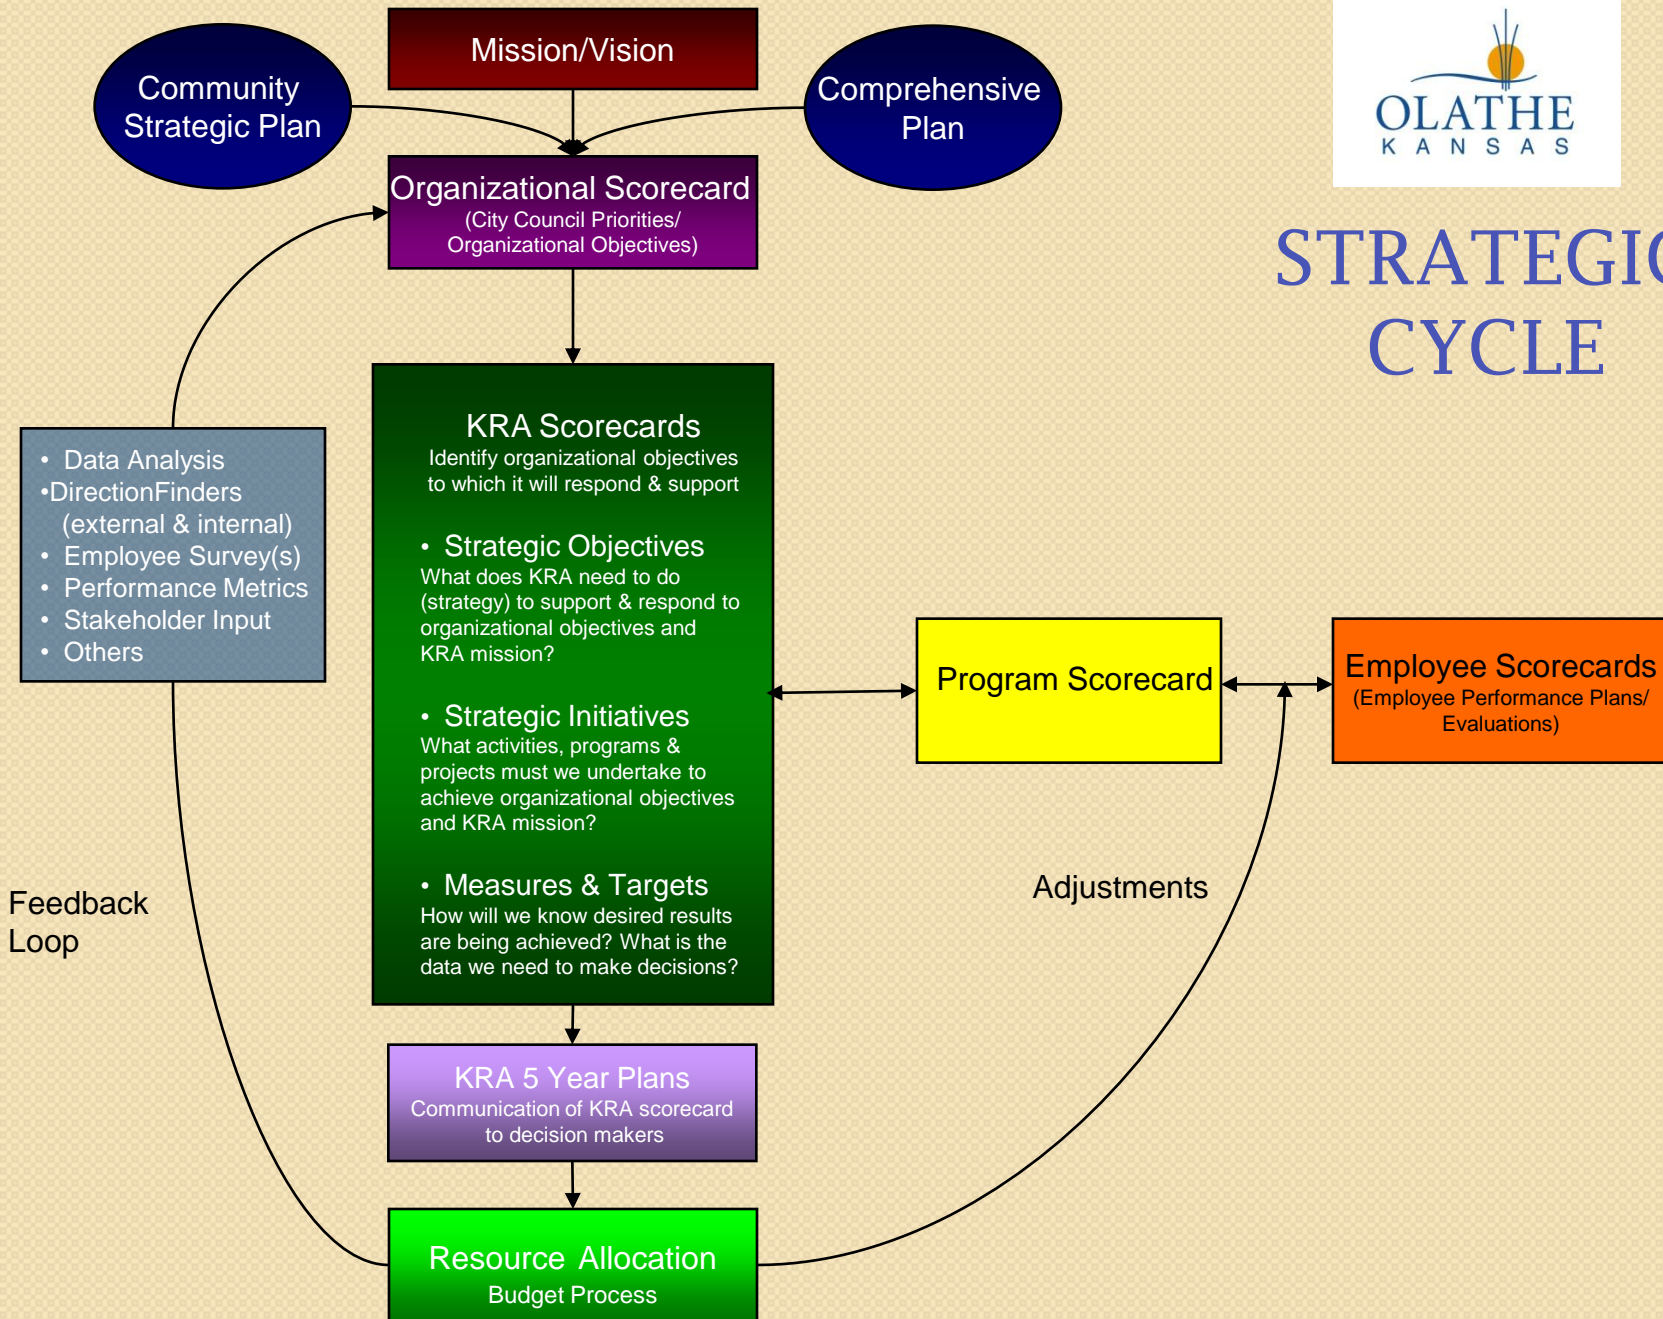 Mission/Vision
Community
Strategic Plan
Comprehensive
Plan
OLATHE
KANSAS
STRATEGIC
CYCLE
Organizational Scorecard
(City Council Priorities/
Organizational Objectives)
KRA Scorecards
Identify organizational objectives
to which it will respond & support
• Strategic Objectives
What does KRA need to do
(strategy) to support & respond to
organizational objectives and
KRA mission?
• Strategic Initiatives
What activities, programs &
projects must we undertake to
achieve organizational objectives
and KRA mission?
• Measures & Targets
How will we know desired results
are being achieved? What is the
data we need to make decisions?
• Data Analysis
•DirectionFinders
(external & internal)
• Employee Survey(s)
• Performance Metrics
• Stakeholder Input
• Others
Program Scorecard
Employee Scorecards
(Employee Performance Plans/
Evaluations)
Feedback
Loop
Adjustments
KRA 5 Year Plans
Communication of KRA scorecard
to decision makers
Resource Allocation
Budget Process